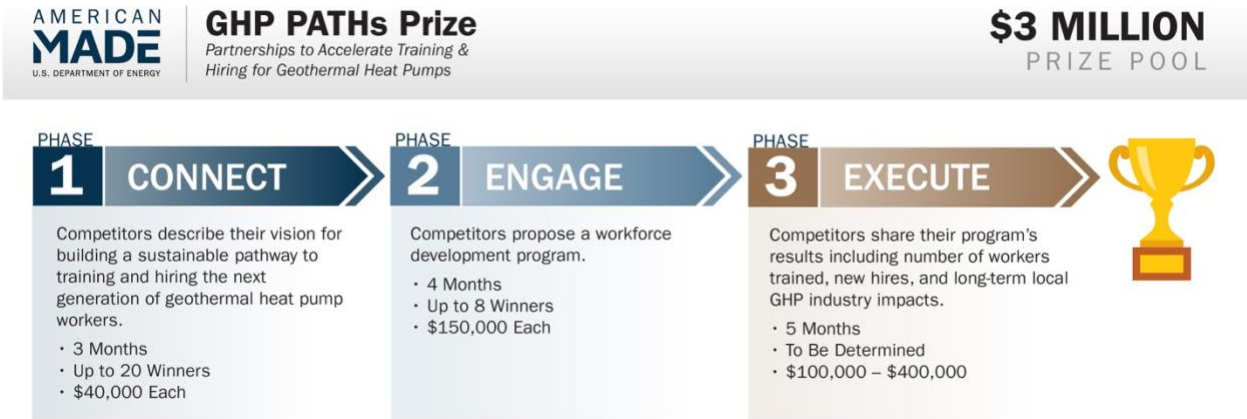 AMERICAN
MADE
U.S. DEPARTMENT OF ENERGY
GHP PATHs Prize
Partnerships to Accelerate Training &
Hiring for Geothermal Heat Pumps
$3 MILLION
PRIZE POOL
PHASE
1 CONNECT
Competitors describe their vision for
building a sustainable pathway to
training and hiring the next
generation of geothermal heat pump
workers.
· 3 Months
· Up to 20 Winners
· $40,000 Each
PHASE
2 ENGAGE
Competitors propose a workforce
development program.
· 4 Months
· Up to 8 Winners
· $150,000 Each
PHASE
3 EXECUTE
Competitors share their program's
results including number of workers
trained, new hires, and long-term local
GHP industry impacts.
· 5 Months
· To Be Determined
· $100,000 – $400,000